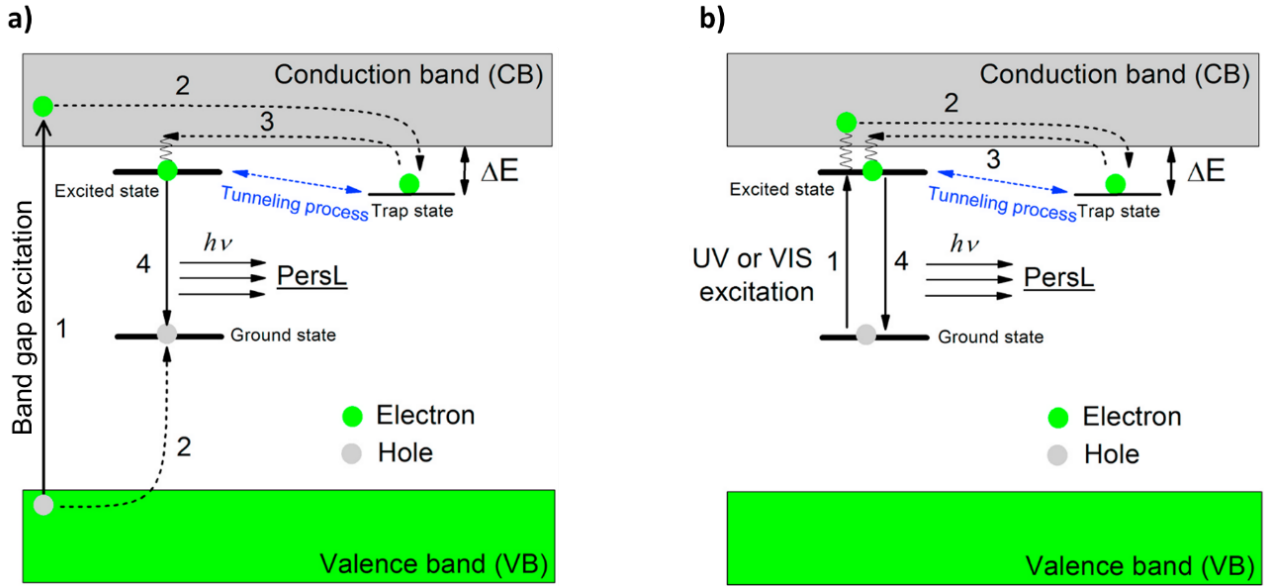 a)
Conduction band (CB)
2
3
ΔE
Excited state
Tunneling process
Trap state
Band gap excitation
1
4
hν
PersL
Ground state
2
Electron
Hole
Valence band (VB)
b)
Conduction band (CB)
2
3
ΔE
Excited state
Tunneling process
Trap state
UV or VIS
excitation
1
4
hν
PersL
Ground state
Electron
Hole
Valence band (VB)